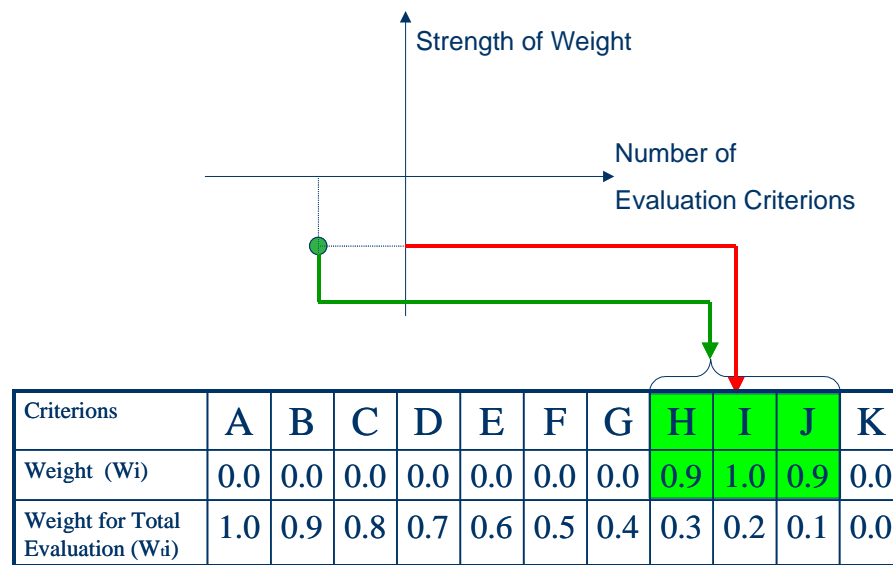 Strength of Weight
Number of
Evaluation Criterions
Criterions A B C D E F G H I J K
Weight (Wi) 0.0 0.0 0.0 0.0 0.0 0.0 0.0 0.9 1.0 0.9 0.0
Weight for Total
Evaluation (Wti) 1.0 0.9 0.8 0.7 0.6 0.5 0.4 0.3 0.2 0.1 0.0